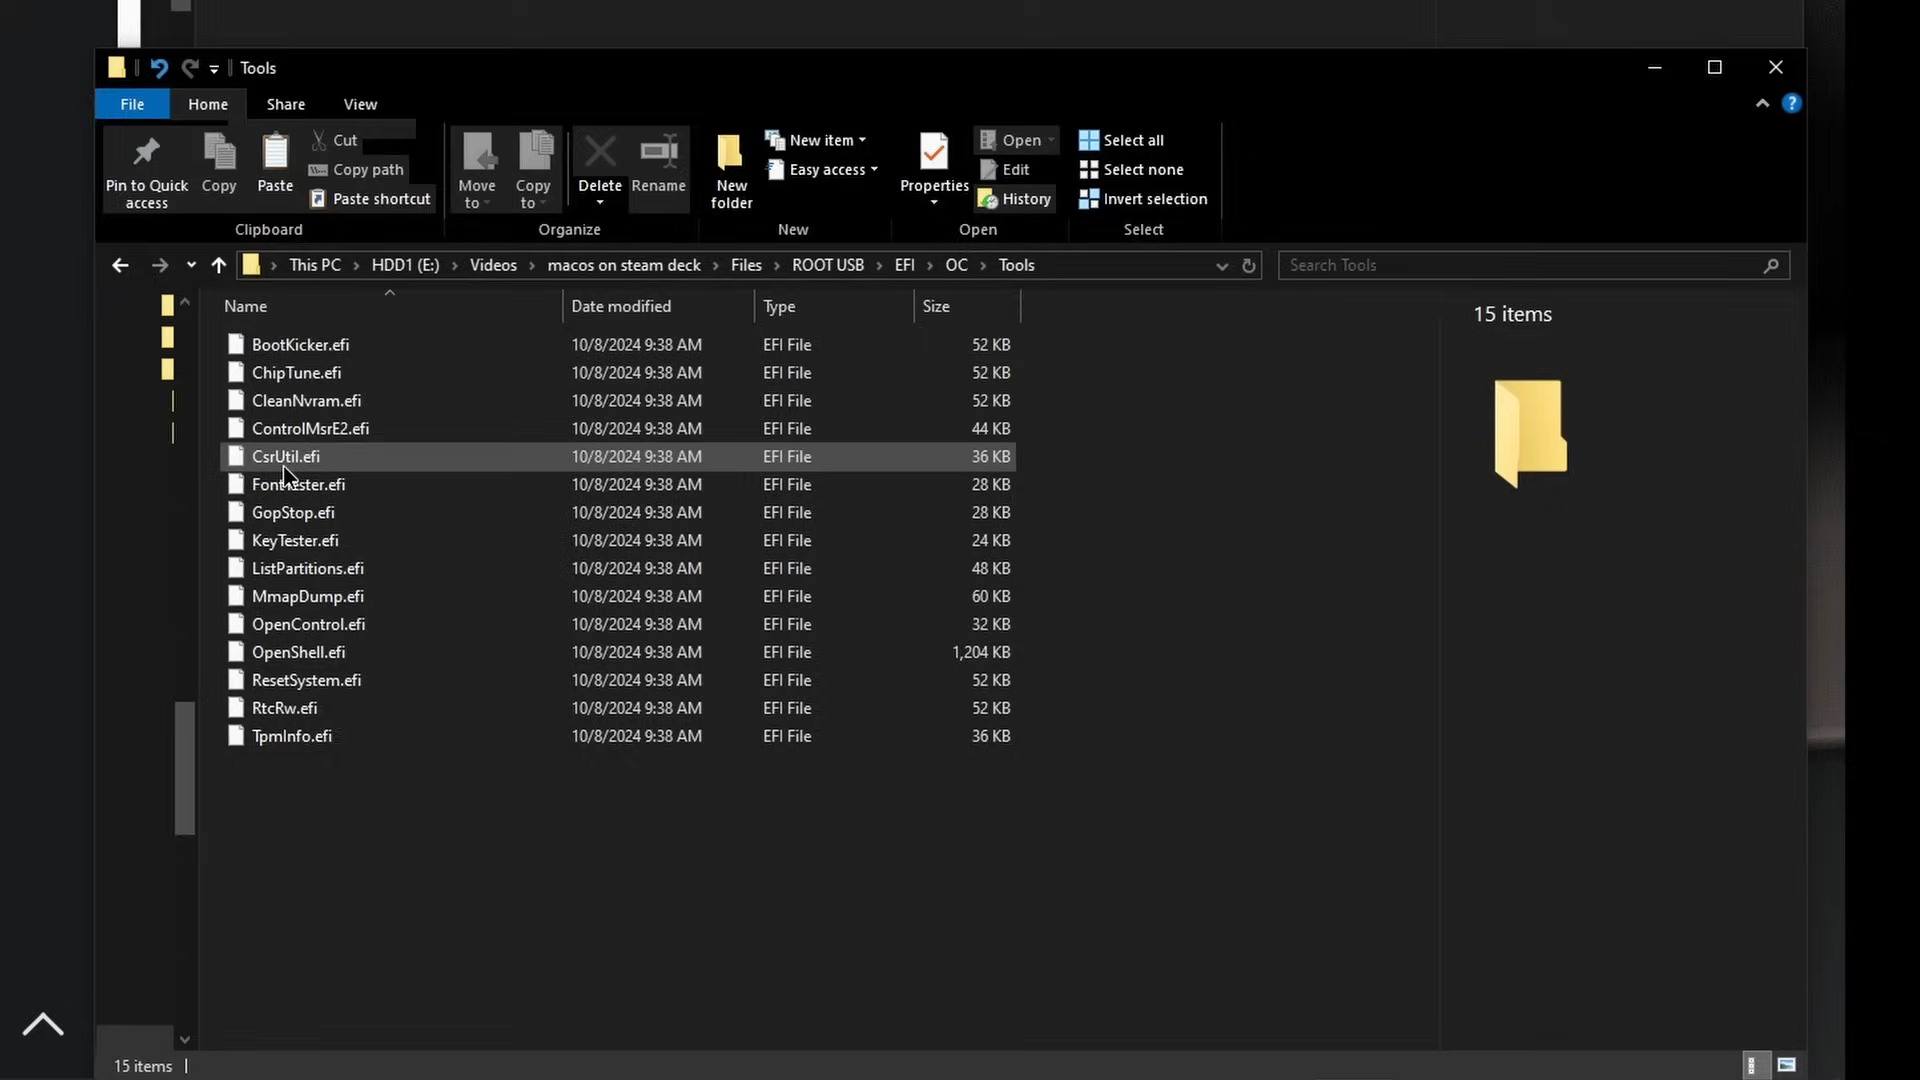 Tools
File Home Share View
Pin to Quick access
Copy
Paste
Cut
Copy path
Paste shortcut
Move to
Copy to
Delete
Rename
New folder
New item
Easy access
Properties
Open
Edit
History
Select all
Select none
Invert selection
Clipboard Organize New Open Select
This PC › HDD1 (E:) › Videos › macos on steam deck › Files › ROOT USB › EFI › OC › Tools
Search Tools
Name Date modified Type Size
BootKicker.efi 10/8/2024 9:38 AM EFI File 52 KB
ChipTune.efi 10/8/2024 9:38 AM EFI File 52 KB
CleanNvram.efi 10/8/2024 9:38 AM EFI File 52 KB
ControlMsrE2.efi 10/8/2024 9:38 AM EFI File 44 KB
CsrUtil.efi 10/8/2024 9:38 AM EFI File 36 KB
FontTester.efi 10/8/2024 9:38 AM EFI File 28 KB
GopStop.efi 10/8/2024 9:38 AM EFI File 28 KB
KeyTester.efi 10/8/2024 9:38 AM EFI File 24 KB
ListPartitions.efi 10/8/2024 9:38 AM EFI File 48 KB
MmapDump.efi 10/8/2024 9:38 AM EFI File 60 KB
OpenControl.efi 10/8/2024 9:38 AM EFI File 32 KB
OpenShell.efi 10/8/2024 9:38 AM EFI File 1,204 KB
ResetSystem.efi 10/8/2024 9:38 AM EFI File 52 KB
RtcRw.efi 10/8/2024 9:38 AM EFI File 52 KB
TpmInfo.efi 10/8/2024 9:38 AM EFI File 36 KB
15 items
15 items